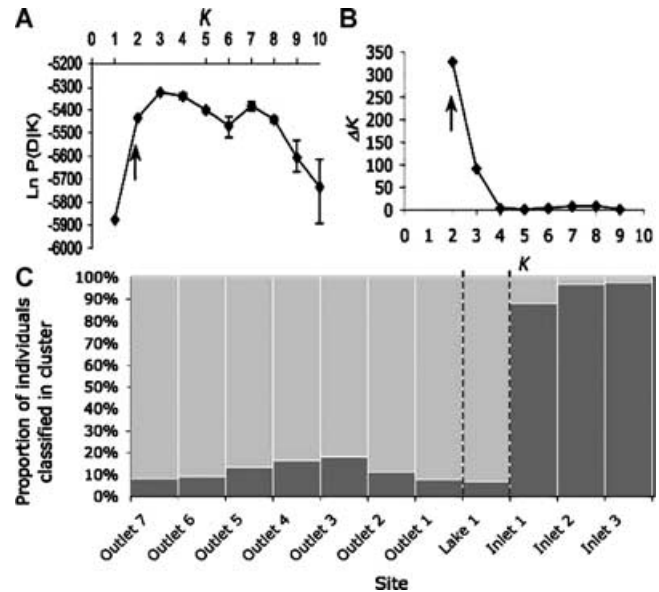 A
K
0 1 2 3 4 5 6 7 8 9 10
-5200
-5300
-5400
-5500
-5600
-5700
-5800
-5900
-6000
Ln P(D|K)
B
350
300
250
200
150
100
50
0
ΔK
0 1 2 3 4 5 6 7 8 9 10
K
C
100%
90%
80%
70%
60%
50%
40%
30%
20%
10%
0%
Proportion of individuals
classified in cluster
Outlet 7
Outlet 6
Outlet 5
Outlet 4
Outlet 3
Outlet 2
Outlet 1
Lake 1
Inlet 1
Inlet 2
Inlet 3
Site